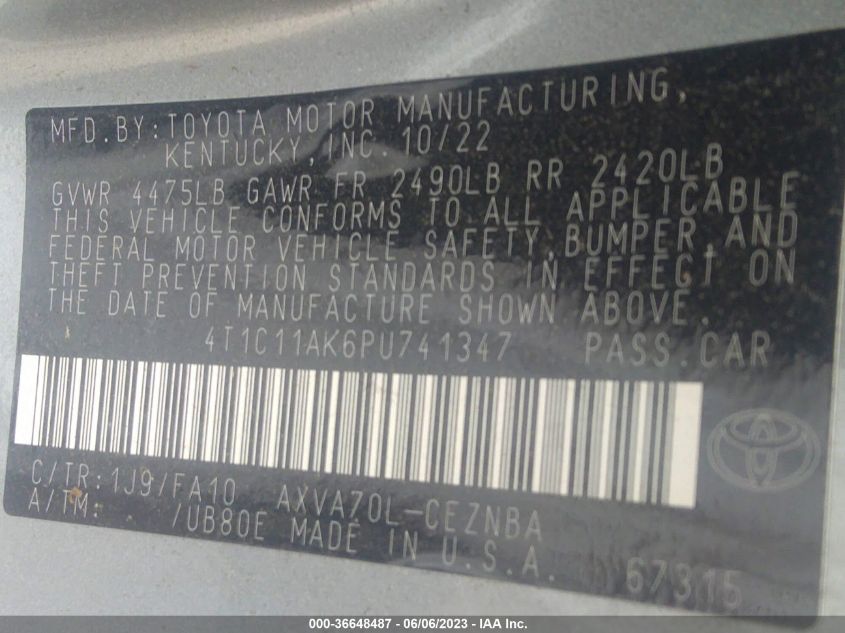 MFD.BY:TOYOTA MOTOR MANUFACTURING,
KENTUCKY,INC. 10/22
GVWR 4475LB GAWR FR 2490LB RR 2420LB
THIS VEHICLE CONFORMS TO ALL APPLICABLE
FEDERAL MOTOR VEHICLE SAFETY,BUMPER,AND
THEFT PREVENTION STANDARDS IN EFFECT ON
THE DATE OF MANUFACTURE SHOWN ABOVE.
4T1C11AK6PU741347 PASS.CAR
C/TR:1J9/FA10 AXVA70L-CEZNBA
A/TM: /UB80E MADE IN U.S.A. 67315
000-36648487 - 06/06/2023 - IAA Inc.